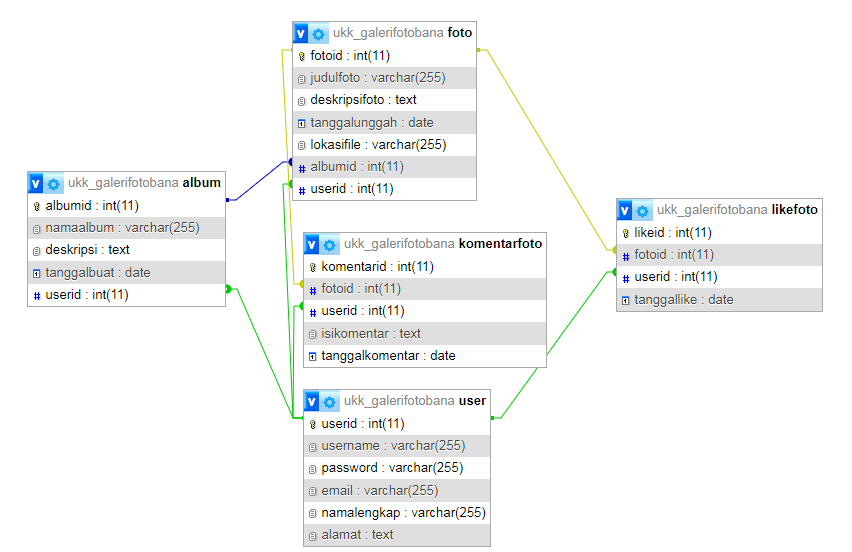 ukk_galerifotobana foto
fotoid : int(11)
judulfoto : varchar(255)
deskripsifoto : text
tanggalunggah : date
lokasifile : varchar(255)
albumid : int(11)
userid : int(11)
ukk_galerifotobana album
albumid : int(11)
namaalbum : varchar(255)
deskripsi : text
tanggalbuat : date
userid : int(11)
ukk_galerifotobana komentarfoto
komentarid : int(11)
fotoid : int(11)
userid : int(11)
isikomentar : text
tanggalkomentar : date
ukk_galerifotobana likefoto
likeid : int(11)
fotoid : int(11)
userid : int(11)
tanggallike : date
ukk_galerifotobana user
userid : int(11)
username : varchar(255)
password : varchar(255)
email : varchar(255)
namalengkap : varchar(255)
alamat : text